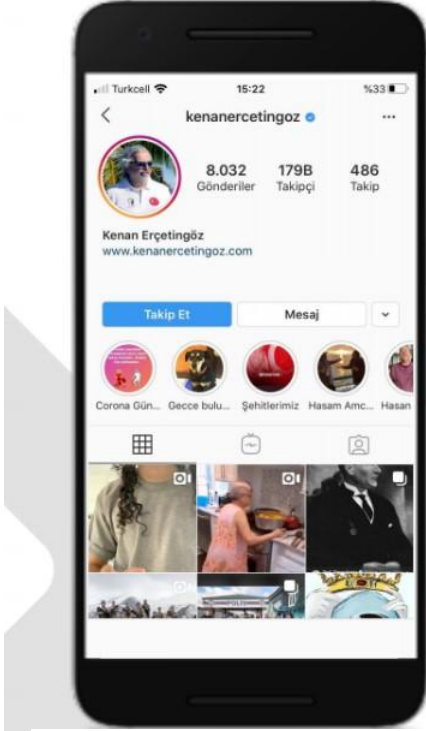 Turkcell 15:22 %33
kenanercetingoz
8.032 179B 486
Gönderiler Takipçi Takip
Kenan Erçetingöz
www.kenanercetingoz.com
Takip Et Mesaj
Corona Gün... Gecce bulu... Şehitlerimiz Hasam Amc... Hasan
POLİS